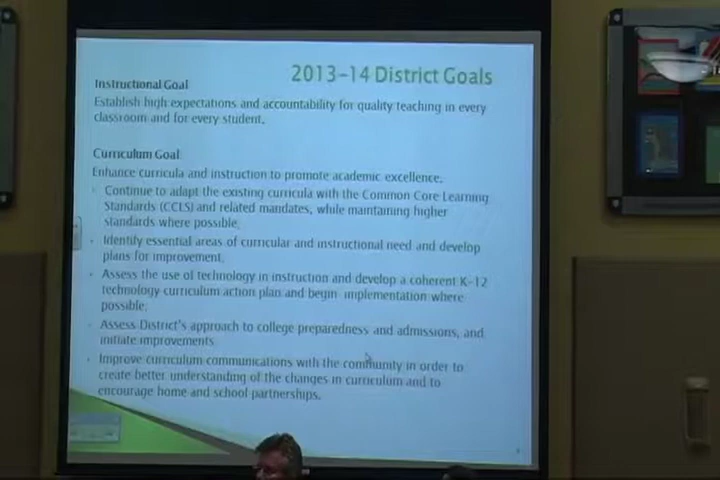 2013-14 District Goals
Instructional Goal
Establish high expectations and accountability for quality teaching in every
classroom and for every student.
Curriculum Goal
Enhance curricula and instruction to promote academic excellence.
Continue to adapt the existing curricula with the Common Core Learning
Standards (CCLS) and related mandates, while maintaining higher
standards where possible.
Identify essential areas of curricular and instructional need and develop
plans for improvement.
Assess the use of technology in instruction and develop a coherent K-12
technology curriculum action plan and begin implementation where
possible.
Assess District's approach to college preparedness and admissions, and
initiate improvements
Improve curriculum communications with the community in order to
create better understanding of the changes in curriculum and to
encourage home and school partnerships.